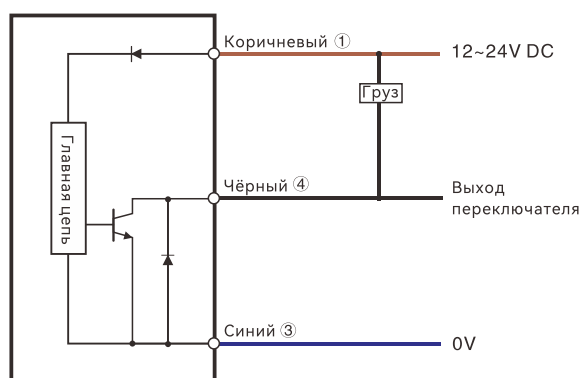 Коричневый ①
12~24V DC
Груз
Главная цепь
Чёрный ④
Выход
переключателя
Синий ③
0V